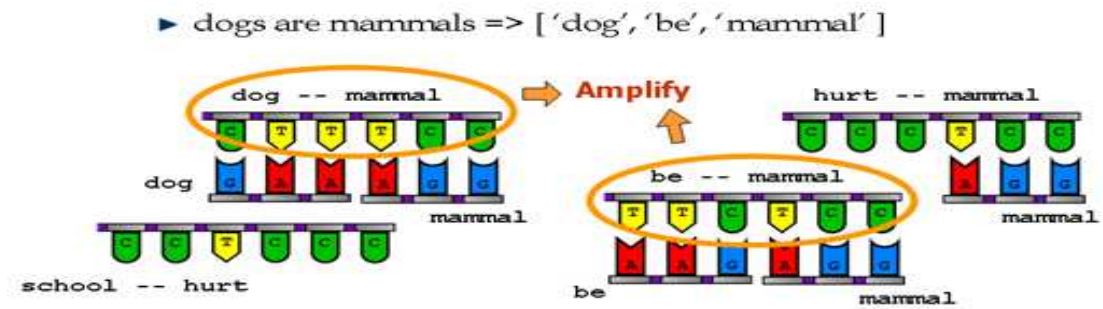 ► dogs are mammals => [ ‘dog’, ‘be’, ‘mammal’ ]
dog -- mammal
Amplify
hurt -- mammal
C T T T C C
C C C T C C
dog
G A A A G G
mammal
be -- mammal
T T C T C C
A G G
mammal
C C T C C C
school -- hurt
A A G A G G
be
mammal